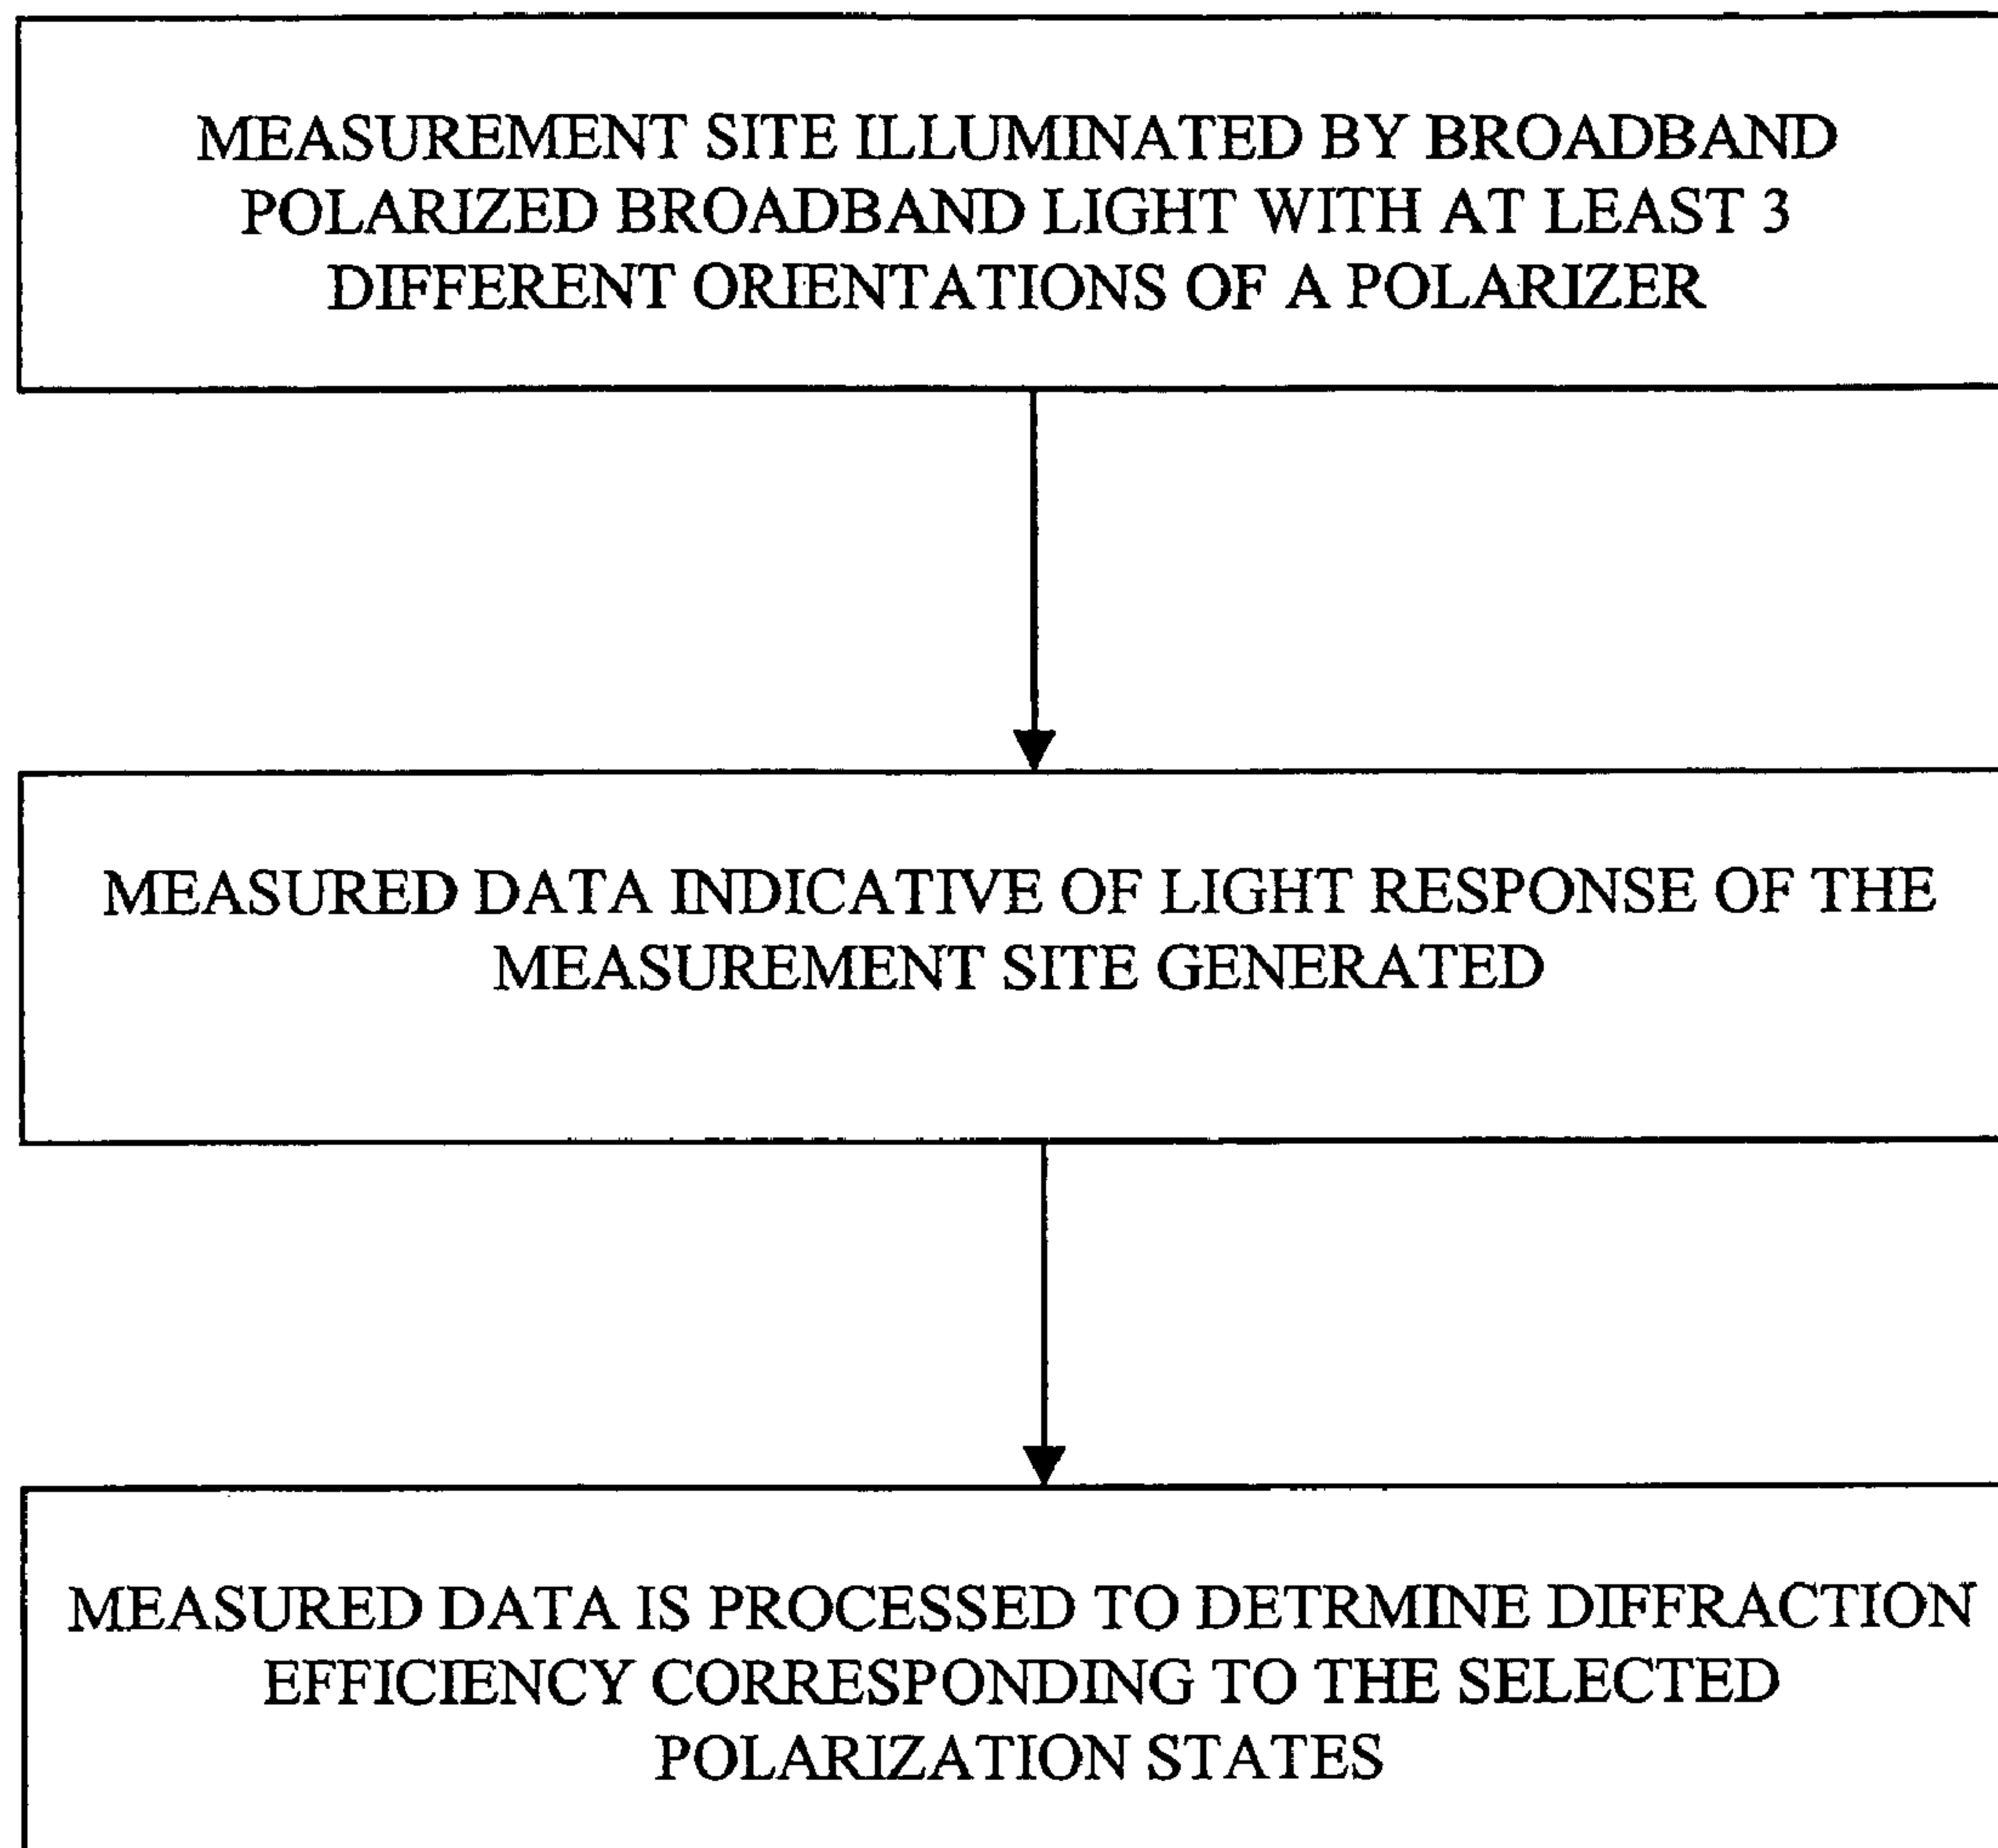 MEASUREMENT SITE ILLUMINATED BY BROADBAND
POLARIZED BROADBAND LIGHT WITH AT LEAST 3
DIFFERENT ORIENTATIONS OF A POLARIZER
MEASURED DATA INDICATIVE OF LIGHT RESPONSE OF THE
MEASUREMENT SITE GENERATED
MEASURED DATA IS PROCESSED TO DETRMINE DIFFRACTION
EFFICIENCY CORRESPONDING TO THE SELECTED
POLARIZATION STATES